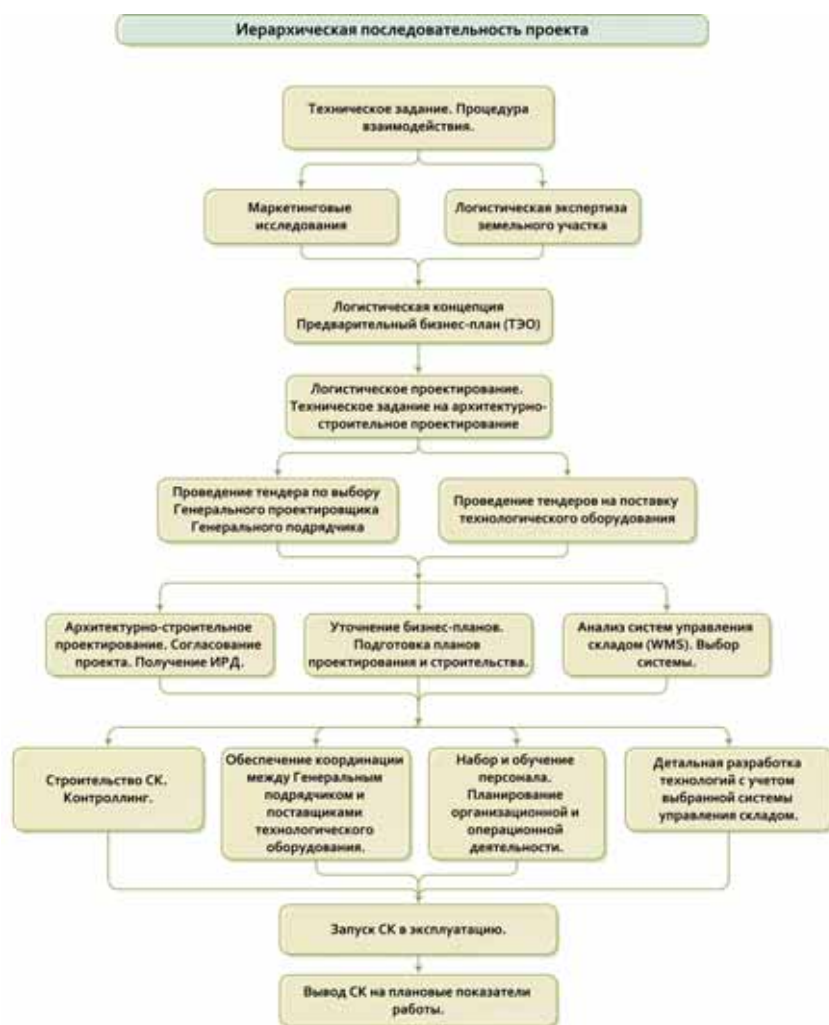 Иерархическая последовательность проекта
Техническое задание. Процедура
взаимодействия.
Маркетинговые
исследования
Логистическая экспертиза
земельного участка
Логистическая концепция
Предварительный бизнес-план (ТЭО)
Логистическое проектирование.
Техническое задание на архитектурно-
строительное проектирование
Проведение тендера по выбору
Генерального проектировщика
Генерального подрядчика
Проведение тендеров на поставку
технологического оборудования
Архитектурно-строительное
проектирование. Согласование
проекта. Получение ИРД.
Уточнение бизнес-планов.
Подготовка планов
проектирования и строительства.
Анализ систем управления
складом (WMS). Выбор
системы.
Строительство СК.
Контроллинг.
Обеспечение координации
между Генеральным
подрядчиком и
поставщиками
технологического
оборудования.
Набор и обучение
персонала.
Планирование
организационной и
операционной
деятельности.
Детальная разработка
технологий с учетом
выбранной системы
управления складом.
Запуск СК в эксплуатацию.
Вывод СК на плановые показатели
работы.